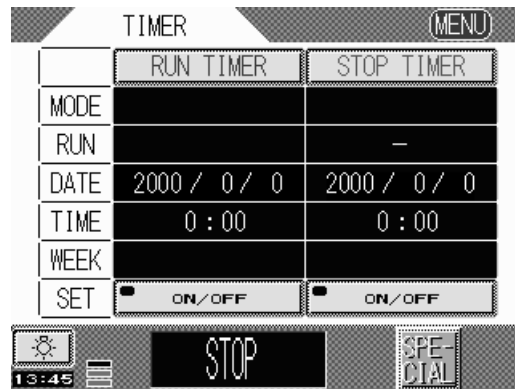 TIMER MENU
RUN TIMER STOP TIMER
MODE
RUN –
DATE 2000 / 0 / 0 2000 / 0 / 0
TIME 0 : 00 0 : 00
WEEK
SET ON/OFF ON/OFF
13:45 STOP SPE-
CIAL